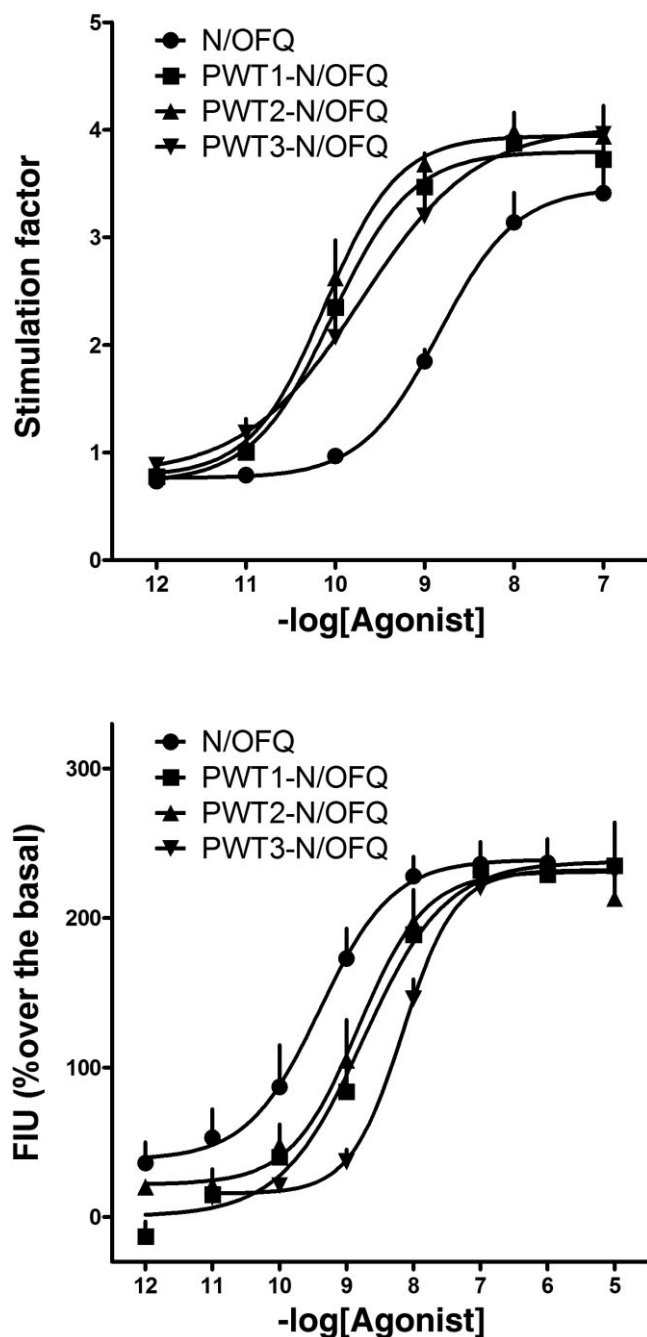 5
4
3
2
1
0
N/OFQ
PWT1-N/OFQ
PWT2-N/OFQ
PWT3-N/OFQ
Stimulation factor
12 11 10 9 8 7
-log[Agonist]
300
200
100
0
N/OFQ
PWT1-N/OFQ
PWT2-N/OFQ
PWT3-N/OFQ
FIU (%over the basal)
12 11 10 9 8 7 6 5
-log[Agonist]